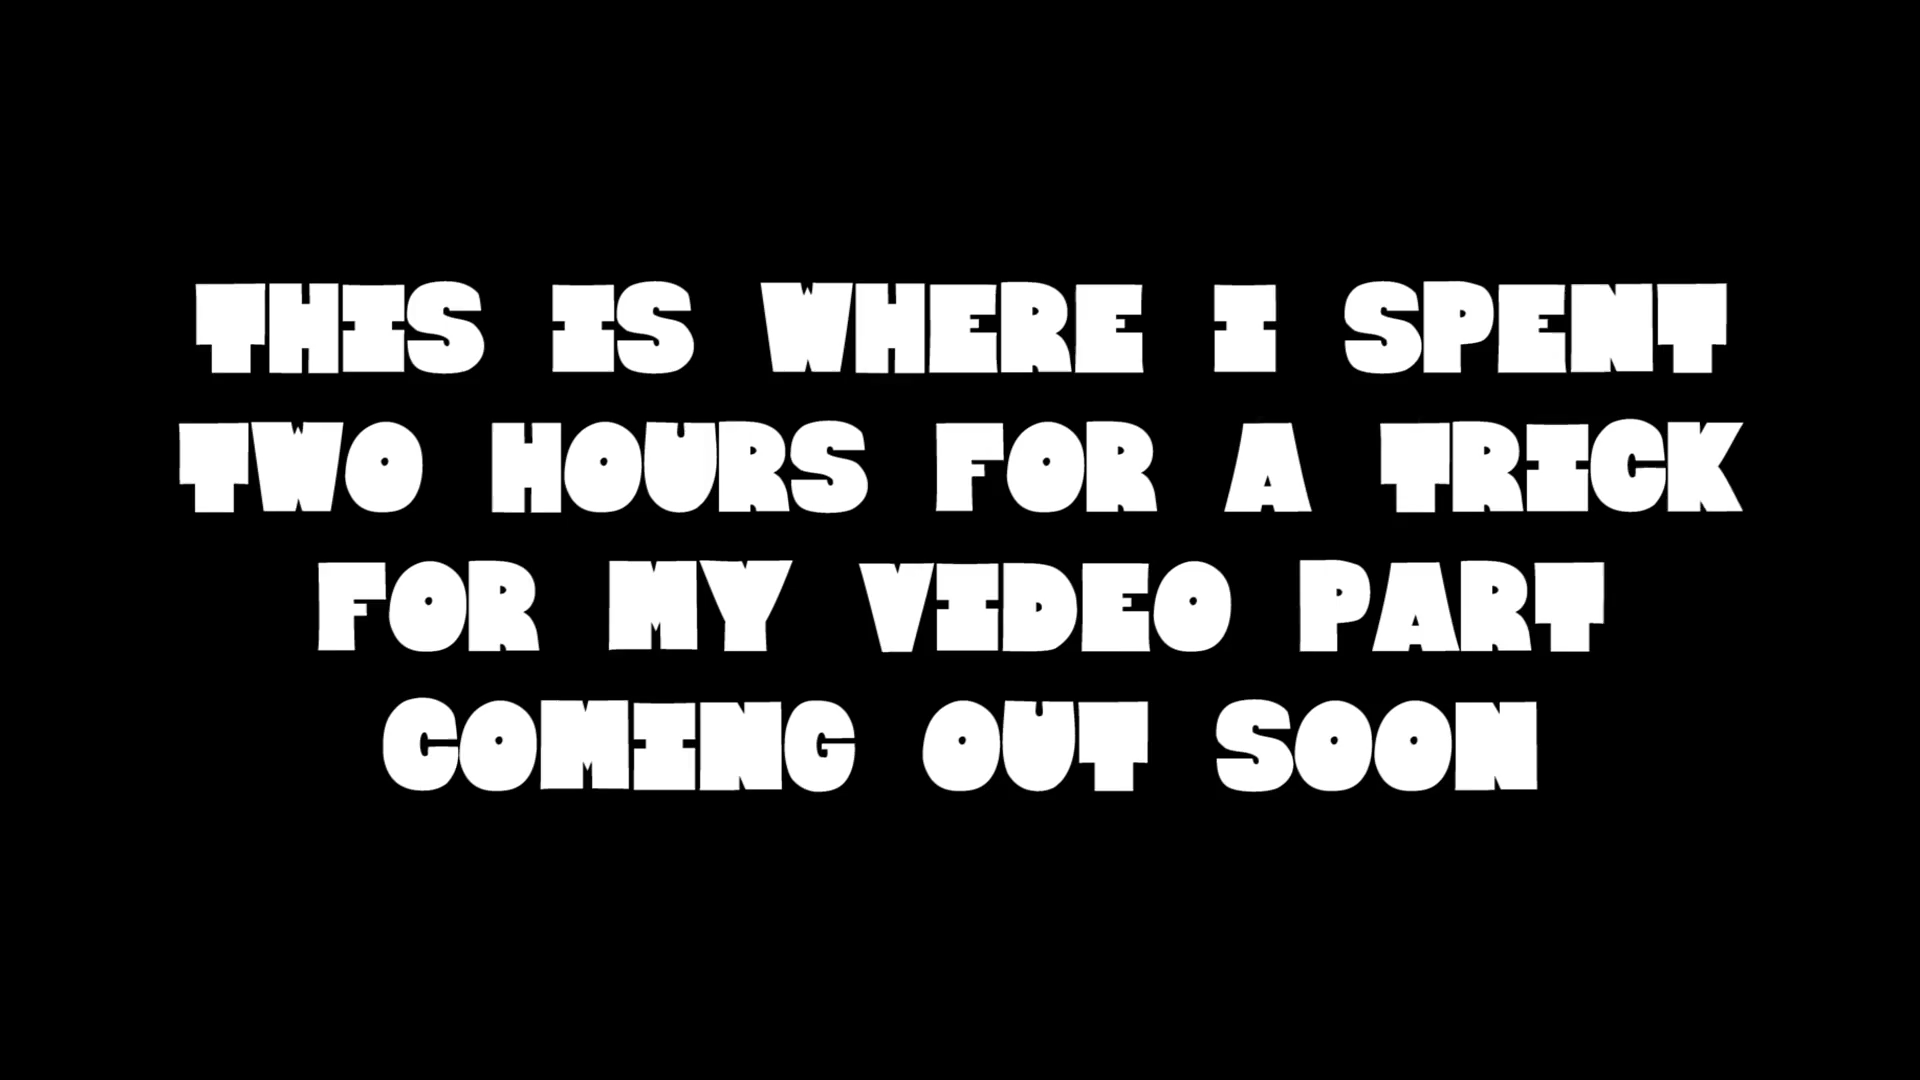 THIS IS WHERE I SPENT
TWO HOURS FOR A TRICK
FOR MY VIDEO PART
COMING OUT SOON